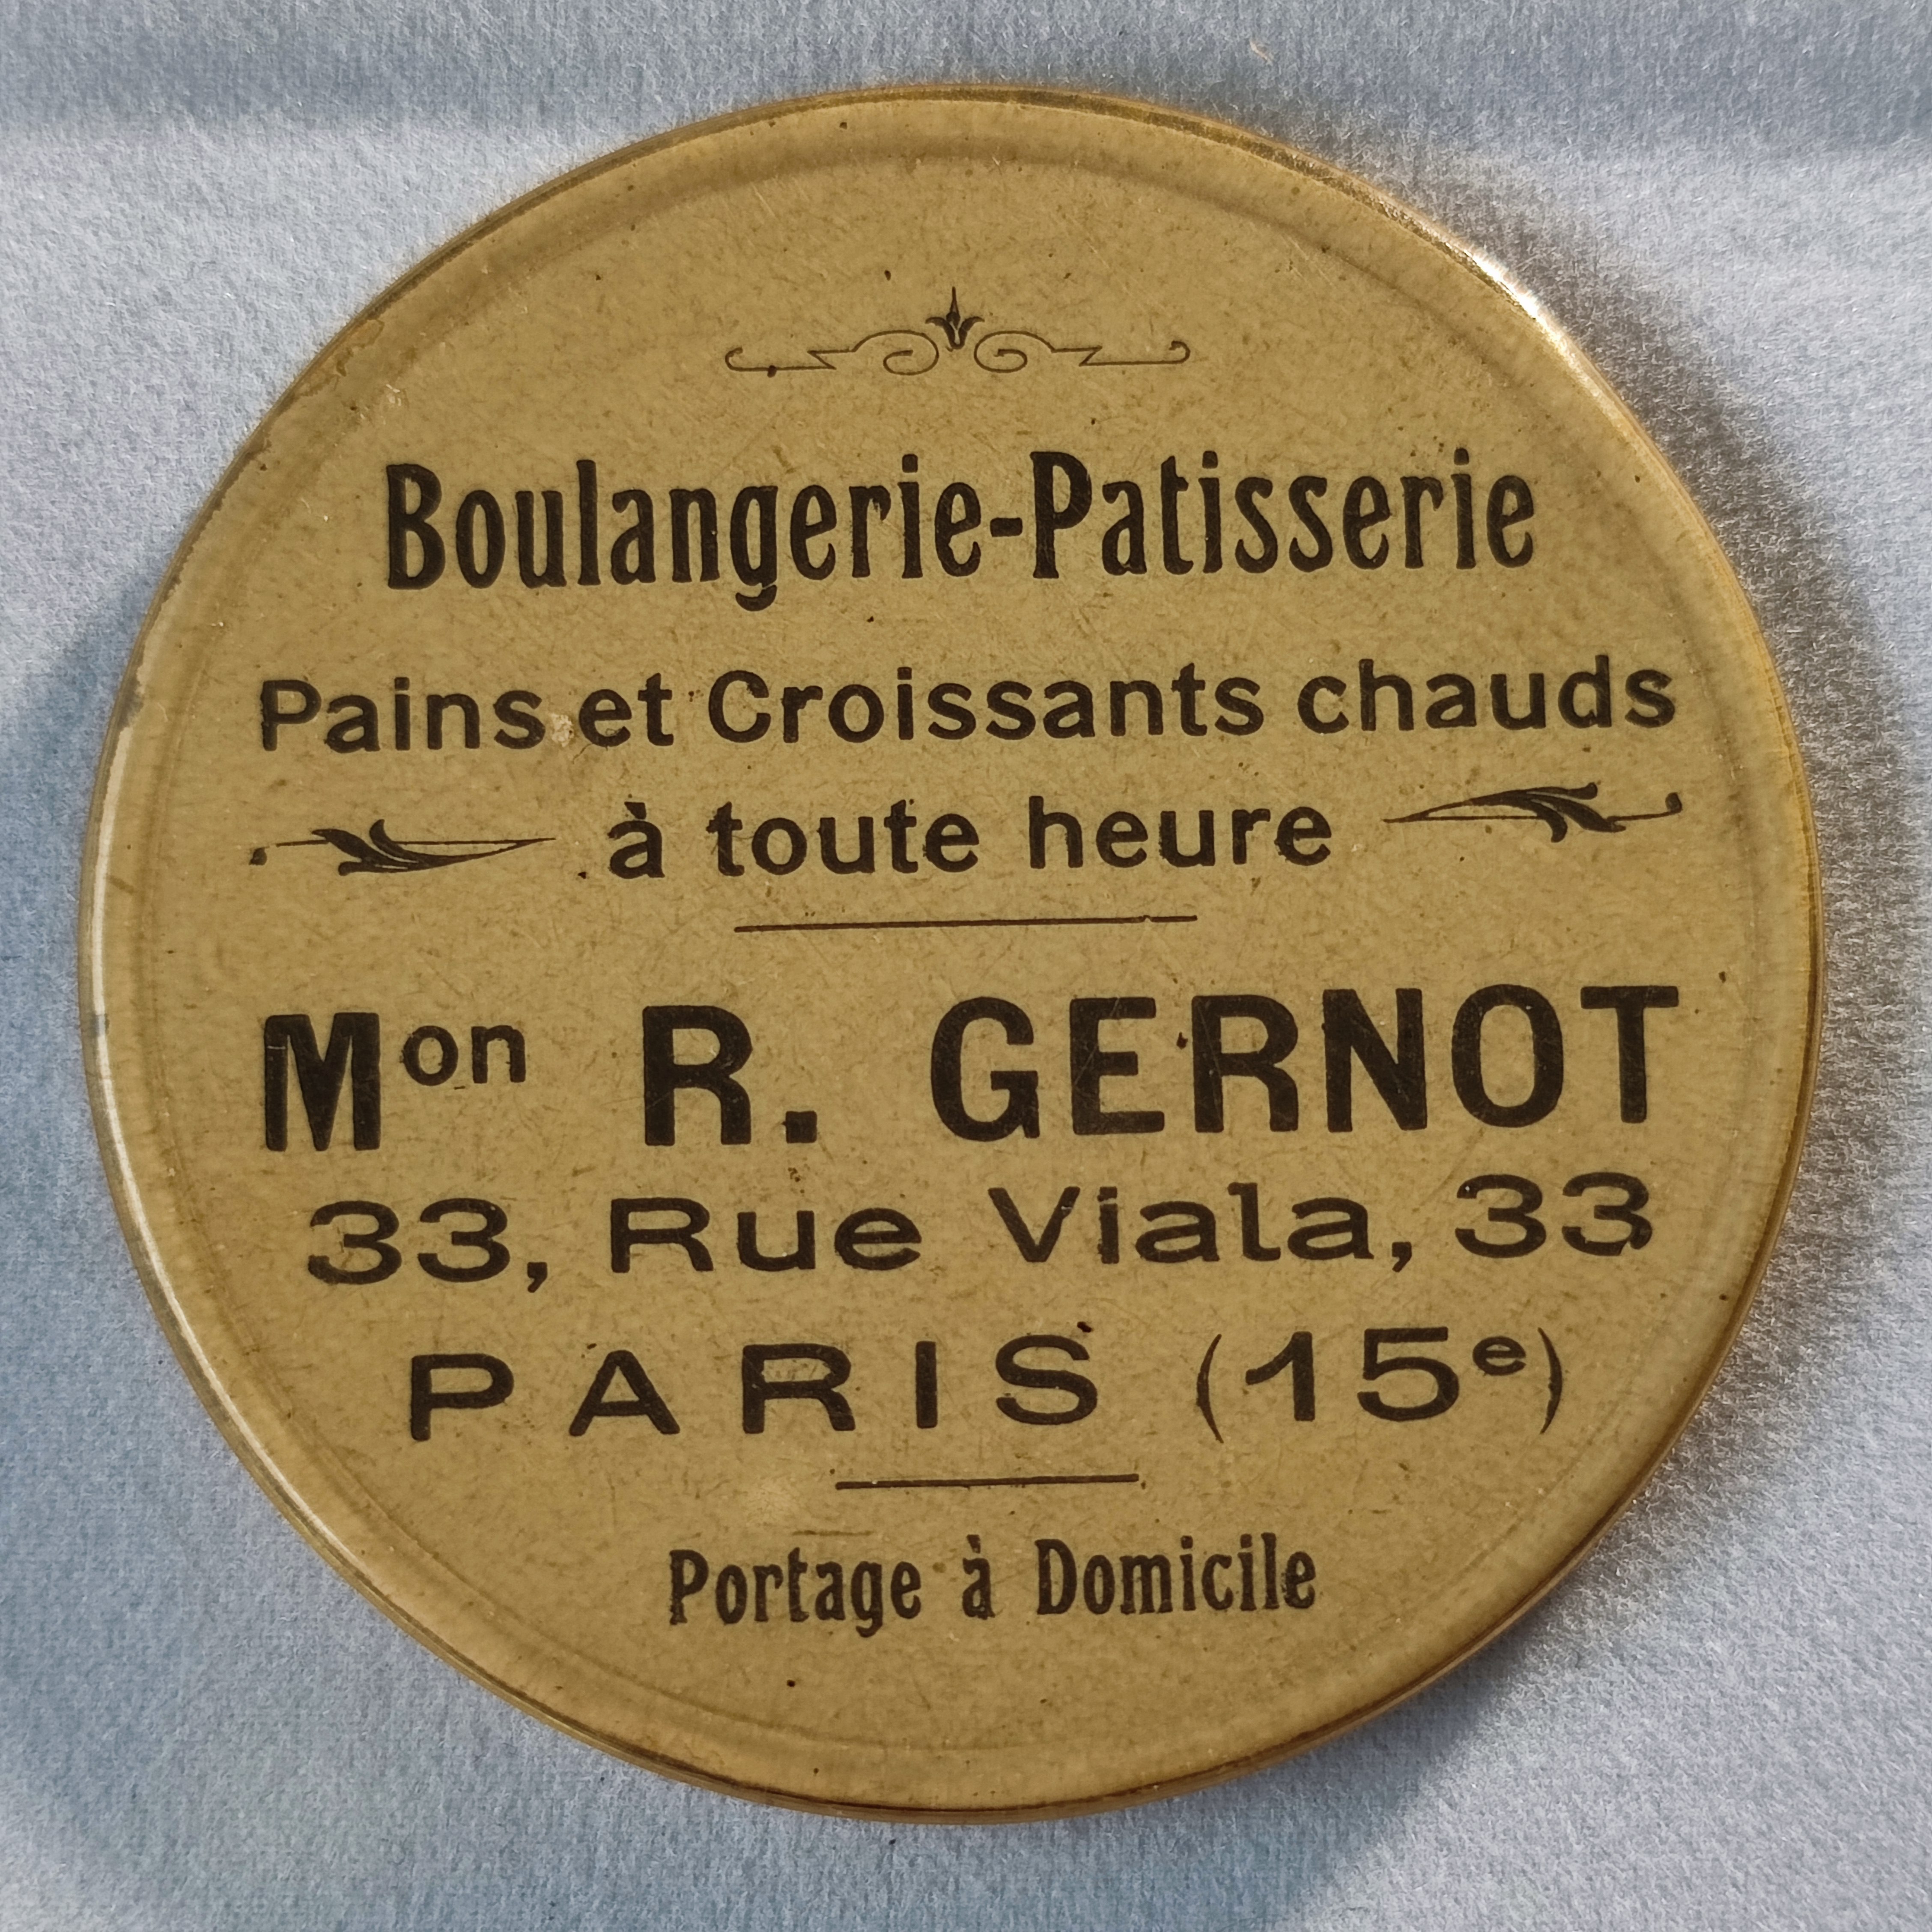 Boulangerie-Patisserie
Pains et Croissants chauds
à toute heure
Mᵒⁿ R. GERNOT
33, Rue Viala, 33
PARIS (15ᵉ)
Portage à Domicile